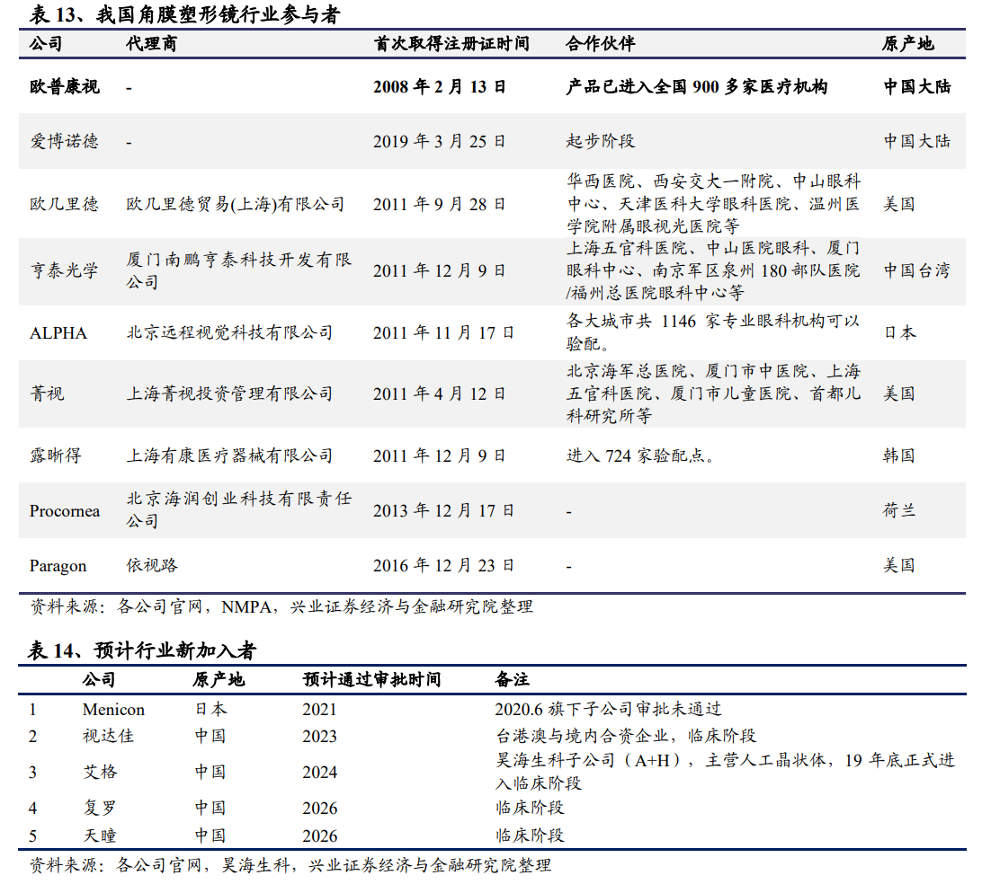 表 13、我国角膜塑形镜行业参与者
公司 代理商 首次取得注册证时间 合作伙伴 原产地
欧普康视 - 2008 年 2 月 13 日 产品已进入全国 900 多家医疗机构 中国大陆
爱博诺德 - 2019 年 3 月 25 日 起步阶段 中国大陆
华西医院、西安交大一附院、中山眼科
欧几里德 欧几里德贸易(上海)有限公司 2011 年 9 月 28 日 中心、天津医科大学眼科医院、温州医 美国
学院附属眼视光医院等
上海五官科医院、中山医院眼科、厦门
亨泰光学 厦门南鹏亨泰科技开发有限 2011 年 12 月 9 日 眼科中心、南京军区泉州 180 部队医院 中国台湾
公司 /福州总医院眼科中心等
ALPHA 北京远程视觉科技有限公司 2011 年 11 月 17 日 各大城市共 1146 家专业眼科机构可以 日本
验配。
北京海军总医院、厦门市中医院、上海
菁视 上海菁视投资管理有限公司 2011 年 4 月 12 日 五官科医院、厦门市儿童医院、首都儿 美国
科研究所等
露晰得 上海有康医疗器械有限公司 2011 年 12 月 9 日 进入 724 家验配点。 韩国
Procornea 北京海润创业科技有限责任 2013 年 12 月 17 日 - 荷兰
公司
Paragon 依视路 2016 年 12 月 23 日 - 美国
资料来源：各公司官网，NMPA，兴业证券经济与金融研究院整理
表 14、预计行业新加入者
公司 原产地 预计通过审批时间 备注
1 Menicon 日本 2021 2020.6 旗下子公司审批未通过
2 视达佳 中国 2023 台港澳与境内合资企业，临床阶段
3 艾格 中国 2024 昊海生科子公司（A+H），主营人工晶状体，19 年底正式进
入临床阶段
4 复罗 中国 2026 临床阶段
5 天瞳 中国 2026 临床阶段
资料来源：各公司官网，昊海生科，兴业证券经济与金融研究院整理